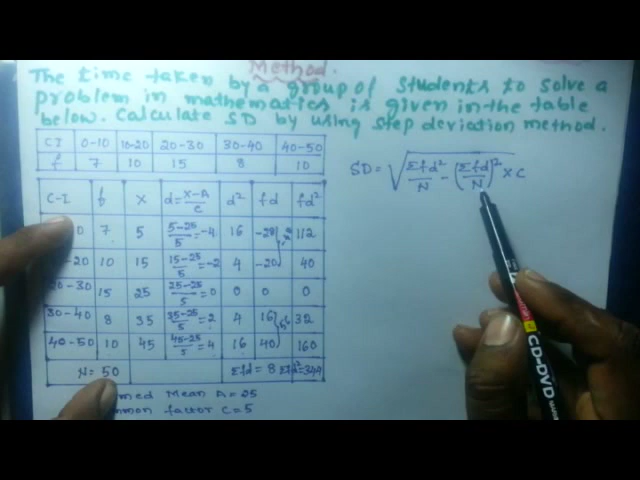 Method.
The time taken by a group of students to solve a
problem in mathematics is given in the table
below. Calculate SD by using step deviation method.
CI 0-10 10-20 20-30 30-40 40-50
f 7 10 15 8 10
SD = √(Σfd²/N - (Σfd/N)²) × C
C-I f X d = X-A/C d² fd fd²
0 7 5 5-25/5 = -4 16 -28 112
-20 10 15 15-25/5 = -2 4 -20 40
20-30 15 25 25-25/5 = 0 0 0 0
30-40 8 35 35-25/5 = 2 4 16 32
40-50 10 45 45-25/5 = 4 16 40 160
N = 50 Σfd = 8 Σfd² = 344
med Mean A = 25
mmon factor C = 5
CD-DVD